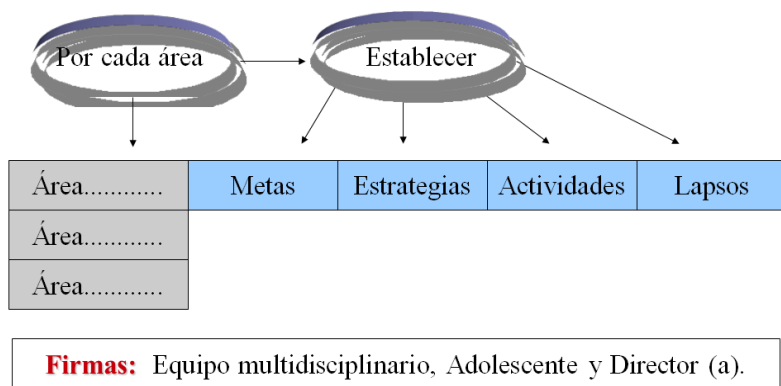 Por cada área
Establecer
Área............
Metas
Estrategias
Actividades
Lapsos
Área............
Área............
Firmas: Equipo multidisciplinario, Adolescente y Director (a).